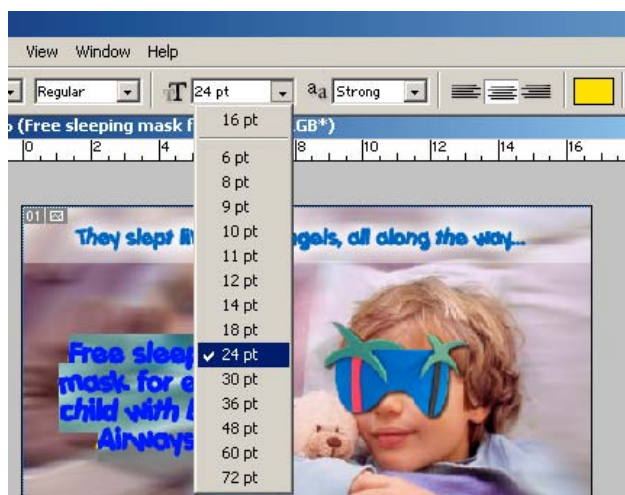 View Window Help
Regular 24 pt aa Strong
(Free sleeping mask f GB*)
0 2 4 8 10 12 14 16
16 pt
6 pt
8 pt
9 pt
10 pt
11 pt
12 pt
14 pt
18 pt
24 pt
30 pt
36 pt
48 pt
60 pt
72 pt
01
They slept gels, all along the way...
Free sleep
mask for
child with
Airways